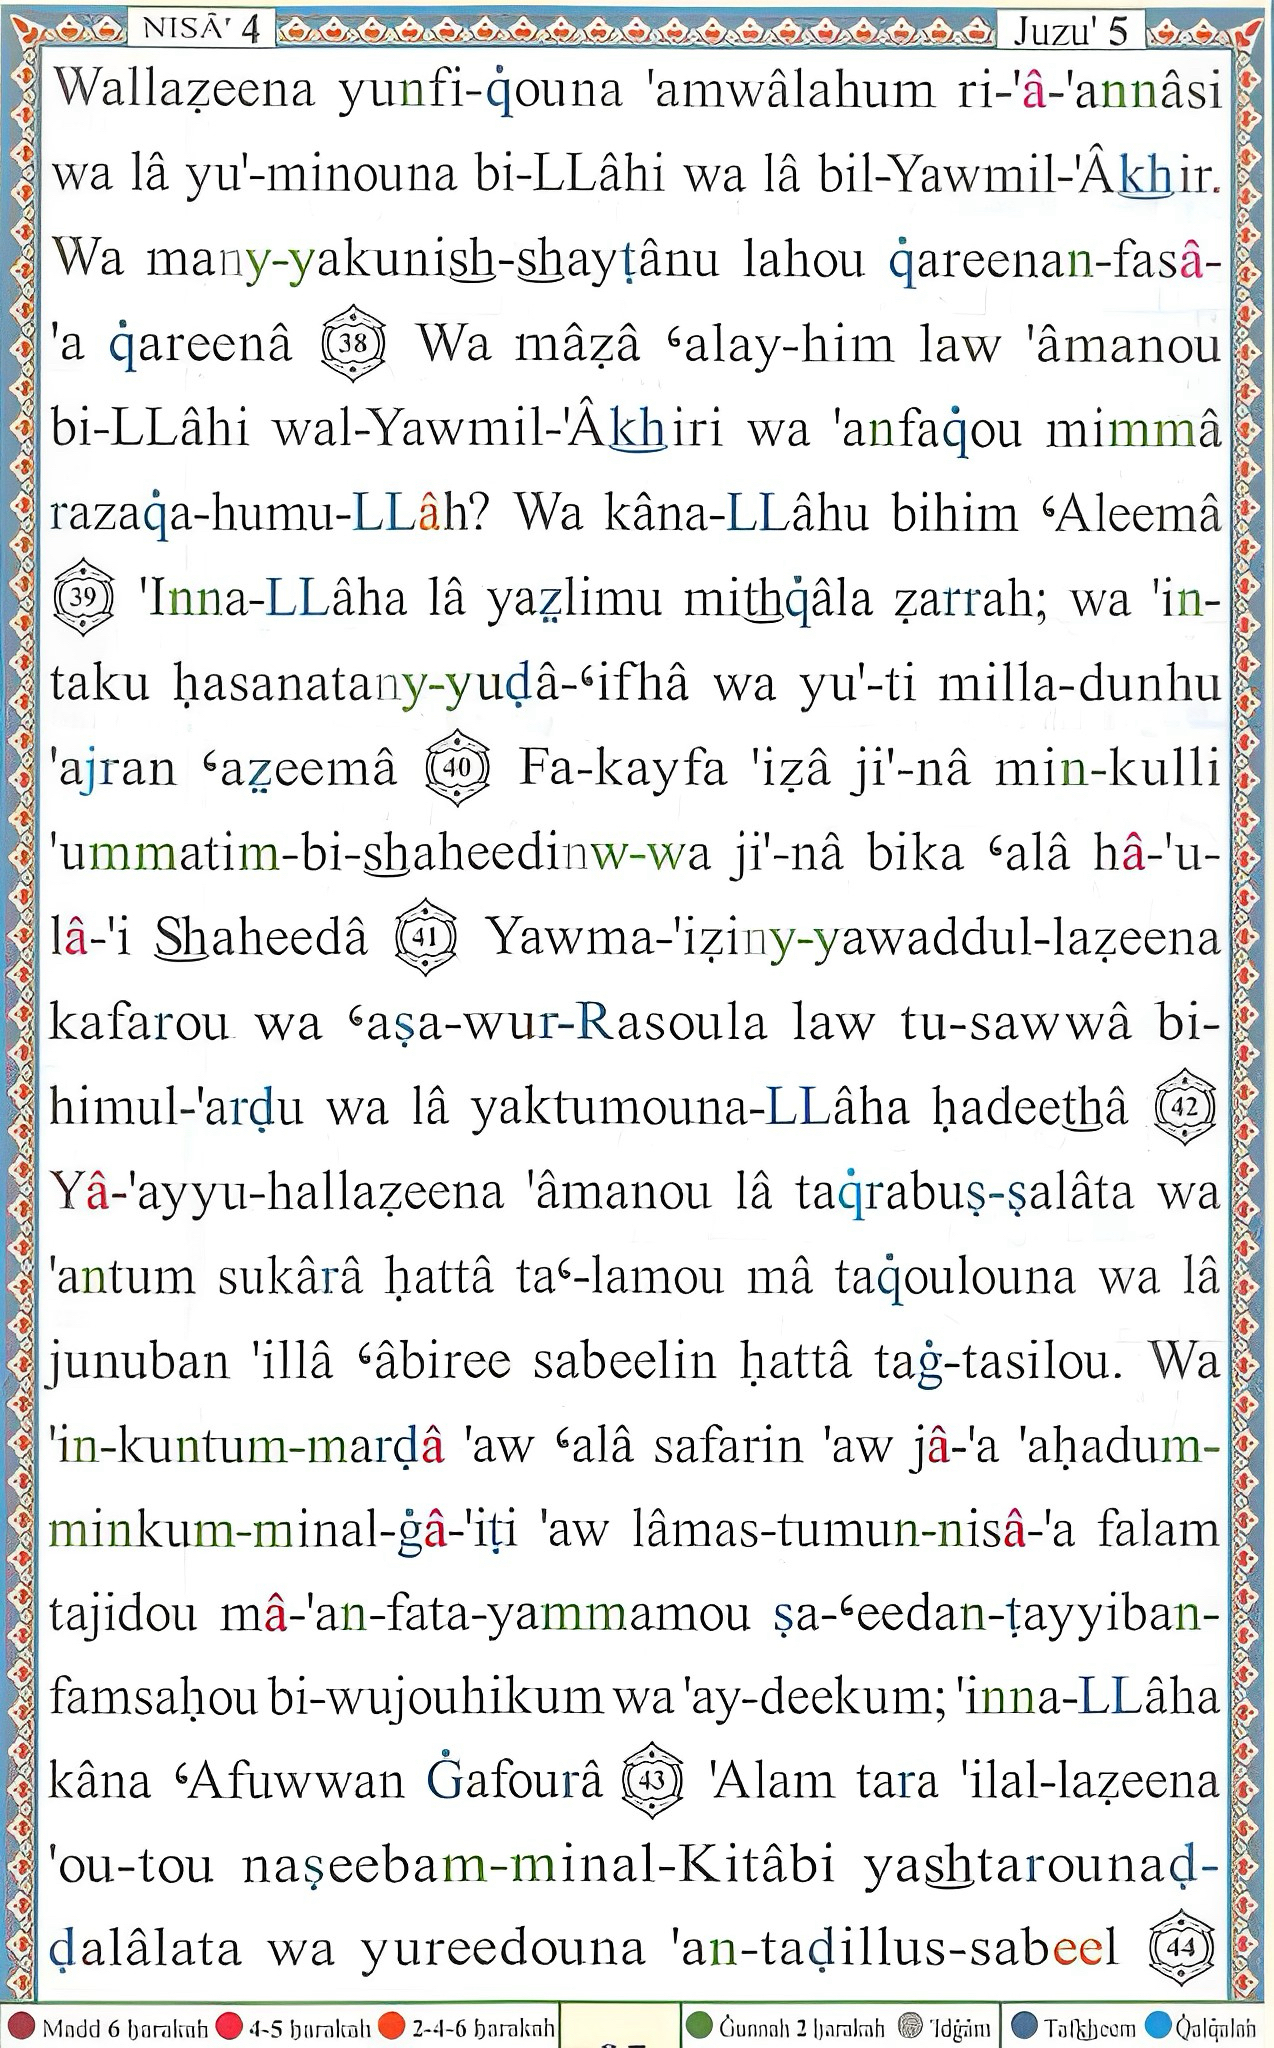 NISÂ' 4 Juzu' 5
Wallaẓeena yunfi-q̇ouna 'amwâlahum ri-'â-'annâsi
wa lâ yu'-minouna bi-LLâhi wa lâ bil-Yawmil-'Âkhir.
Wa many-yakunish-shayṭânu lahou q̇areenan-fasâ-
'a q̇areenâ 38 Wa mâẓâ ʿalay-him law 'âmanou
bi-LLâhi wal-Yawmil-'Âkhiri wa 'anfaq̇ou mimmâ
razaq̇a-humu-LLâh? Wa kâna-LLâhu bihim ʿAleemâ
39 'Inna-LLâha lâ yaz̤limu mithq̇âla ẓarrah; wa 'in-
taku ḥasanatany-yuḍâ-ʿifhâ wa yu'-ti milla-dunhu
'ajran ʿaz̤eemâ 40 Fa-kayfa 'iẓâ ji'-nâ min-kulli
'ummatim-bi-shaheedinw-wa ji'-nâ bika ʿalâ hâ-'u-
lâ-'i Shaheedâ 41 Yawma-'iẓiny-yawaddul-laẓeena
kafarou wa ʿaṣa-wur-Rasoula law tu-sawwâ bi-
himul-'arḍu wa lâ yaktumouna-LLâha ḥadeethâ 42
Yâ-'ayyu-hallaẓeena 'âmanou lâ taq̇rabuṣ-ṣalâta wa
'antum sukârâ ḥattâ taʿ-lamou mâ taq̇oulouna wa lâ
junuban 'illâ ʿâbiree sabeelin ḥattâ taġ-tasilou. Wa
'in-kuntum-marḍâ 'aw ʿalâ safarin 'aw jâ-'a 'aḥadum-
minkum-minal-ġâ-'iṭi 'aw lâmas-tumun-nisâ-'a falam
tajidou mâ-'an-fata-yammamou ṣa-ʿeedan-ṭayyiban-
famsaḥou bi-wujouhikum wa 'ay-deekum; 'inna-LLâha
kâna ʿAfuwwan Ġafourâ 43 'Alam tara 'ilal-laẓeena
'ou-tou naṣeebam-minal-Kitâbi yashtarounaḍ-
ḍalâlata wa yureedouna 'an-taḍillus-sabeel 44
Madd 6 ḥarakah 4-5 ḥarakah 2-4-6 ḥarakah Ġunnah 2 ḥarakah 'Idġâm Tafkheem Q̇alq̇alah